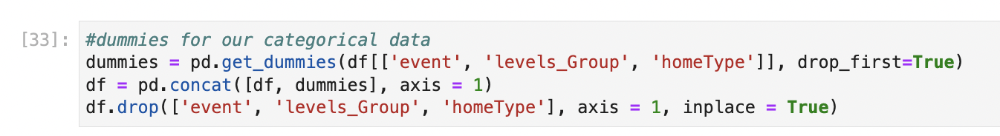 [33]: #dummies for our categorical data
dummies = pd.get_dummies(df[['event', 'levels_Group', 'homeType']], drop_first=True)
df = pd.concat([df, dummies], axis = 1)
df.drop(['event', 'levels_Group', 'homeType'], axis = 1, inplace = True)